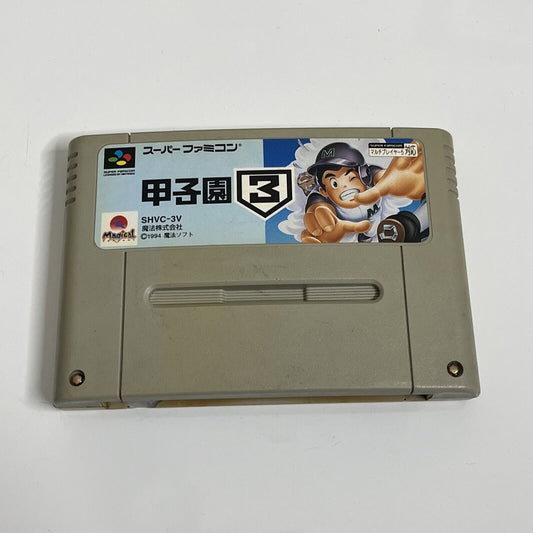 スーパーファミコン
SUPER FAMICOM
マルチプレイヤー5対応
甲子園3
M
M
SHVC-3V
魔法株式会社
©1994 魔法ソフト
Magical